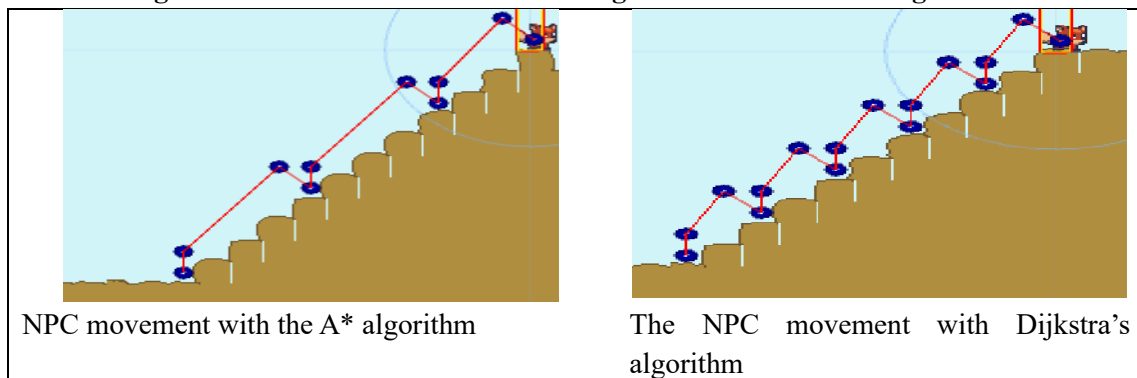 NPC movement with the A* algorithm
The NPC movement with Dijkstra’s
algorithm